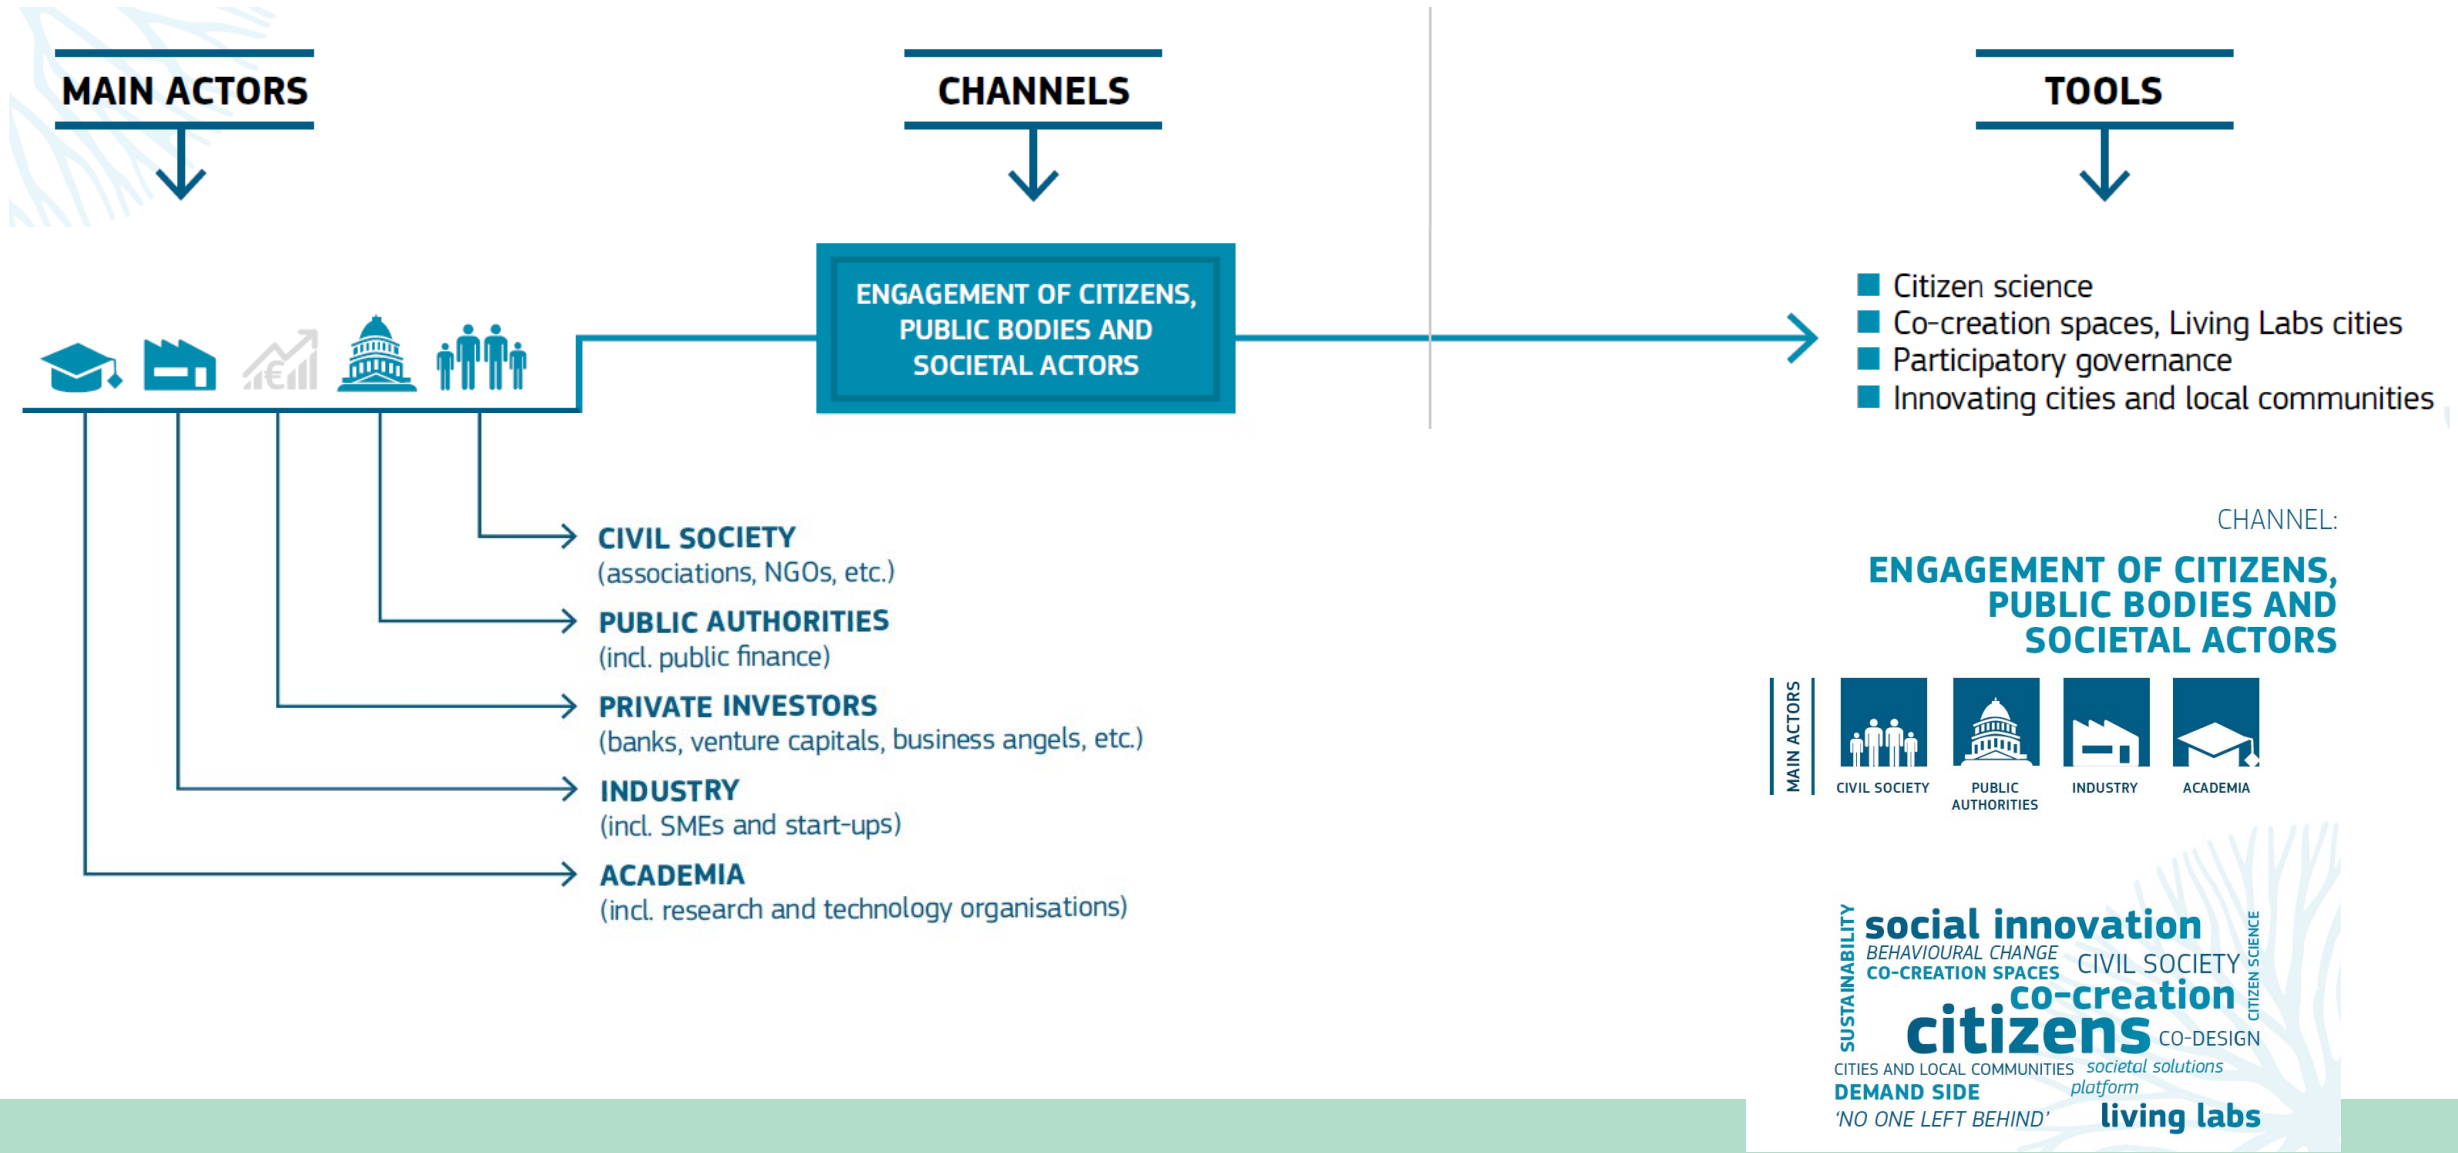 MAIN ACTORS
CHANNELS
TOOLS
ENGAGEMENT OF CITIZENS,
PUBLIC BODIES AND
SOCIETAL ACTORS
€
Citizen science
Co-creation spaces, Living Labs cities
Participatory governance
Innovating cities and local communities
CIVIL SOCIETY
(associations, NGOs, etc.)
PUBLIC AUTHORITIES
(incl. public finance)
PRIVATE INVESTORS
(banks, venture capitals, business angels, etc.)
INDUSTRY
(incl. SMEs and start-ups)
ACADEMIA
(incl. research and technology organisations)
CHANNEL:
ENGAGEMENT OF CITIZENS,
PUBLIC BODIES AND
SOCIETAL ACTORS
MAIN ACTORS
CIVIL SOCIETY
PUBLIC
AUTHORITIES
INDUSTRY
ACADEMIA
SUSTAINABILITY
social innovation
BEHAVIOURAL CHANGE
CO-CREATION SPACES
CIVIL SOCIETY
CITIZEN SCIENCE
co-creation
citizens
CO-DESIGN
CITIES AND LOCAL COMMUNITIES
societal solutions
platform
DEMAND SIDE
'NO ONE LEFT BEHIND'
living labs